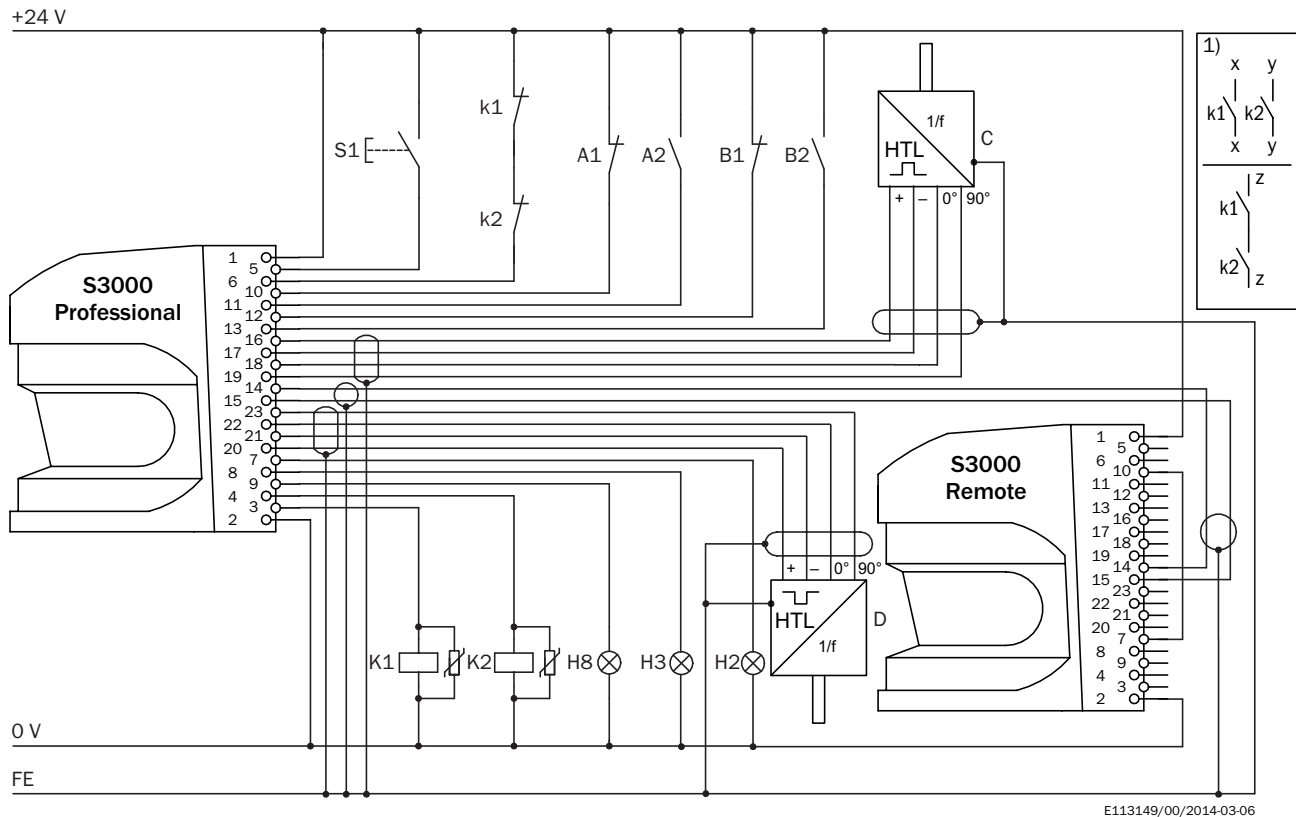 +24 V
1)
x y
k1 k2
x y
z
k1
k2
z
k1
S1
A1 A2 B1 B2
k2
1/f
HTL
C
+ – 0° 90°
S3000
Professional
1
5
6
10
11
12
13
16
17
18
19
14
15
23
22
21
20
7
8
9
4
3
2
S3000
Remote
1
5
6
10
11
12
13
16
17
18
19
14
15
23
22
21
20
7
8
9
4
3
2
+ – 0° 90°
HTL
1/f
D
K1 K2 H8 H3 H2
0 V
FE
E113149/00/2014-03-06